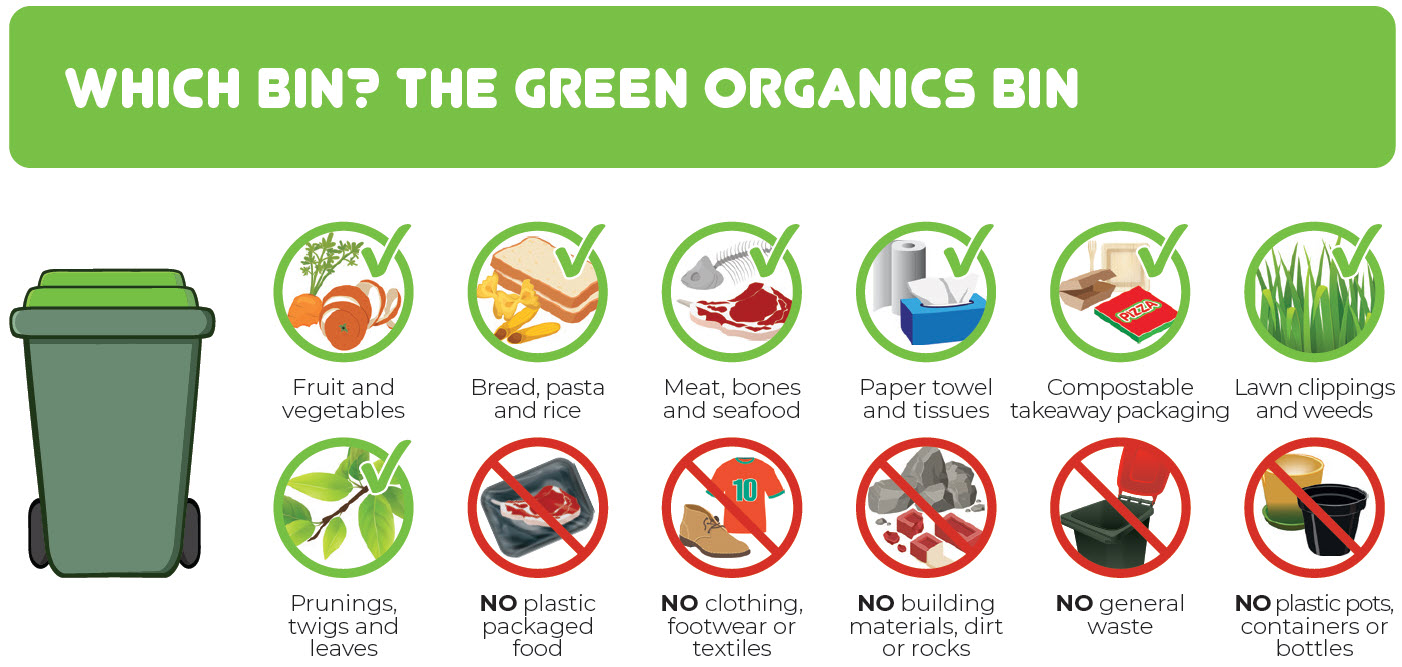 WHICH BIN? THE GREEN ORGANICS BIN
PIZZA
Fruit and
vegetables
Bread, pasta
and rice
Meat, bones
and seafood
Paper towel
and tissues
Compostable
takeaway packaging
Lawn clippings
and weeds
10
Prunings,
twigs and
leaves
NO plastic
packaged
food
NO clothing,
footwear or
textiles
NO building
materials, dirt
or rocks
NO general
waste
NO plastic pots,
containers or
bottles